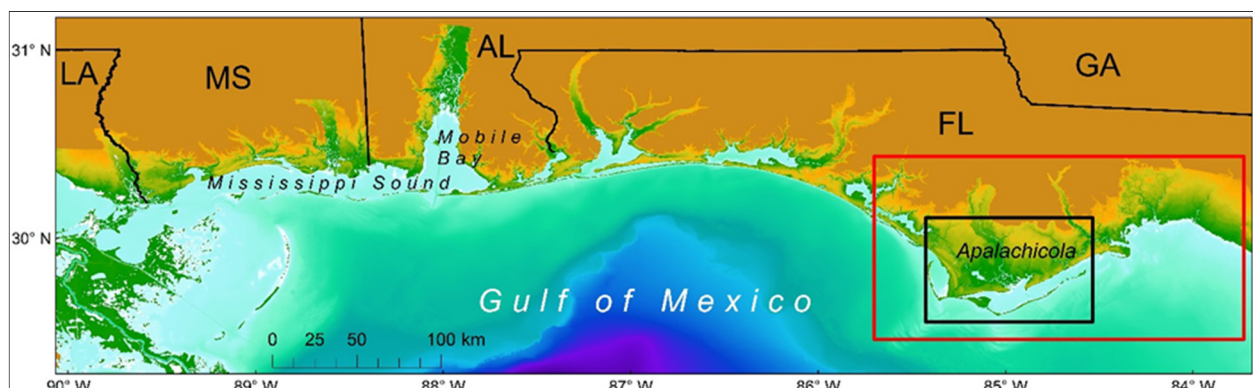 31° N
LA
MS
AL
GA
FL
Mobile
Bay
Mississippi Sound
30° N
Apalachicola
Gulf of Mexico
0 25 50 100 km
90° W
89° W
88° W
87° W
86° W
85° W
84° W